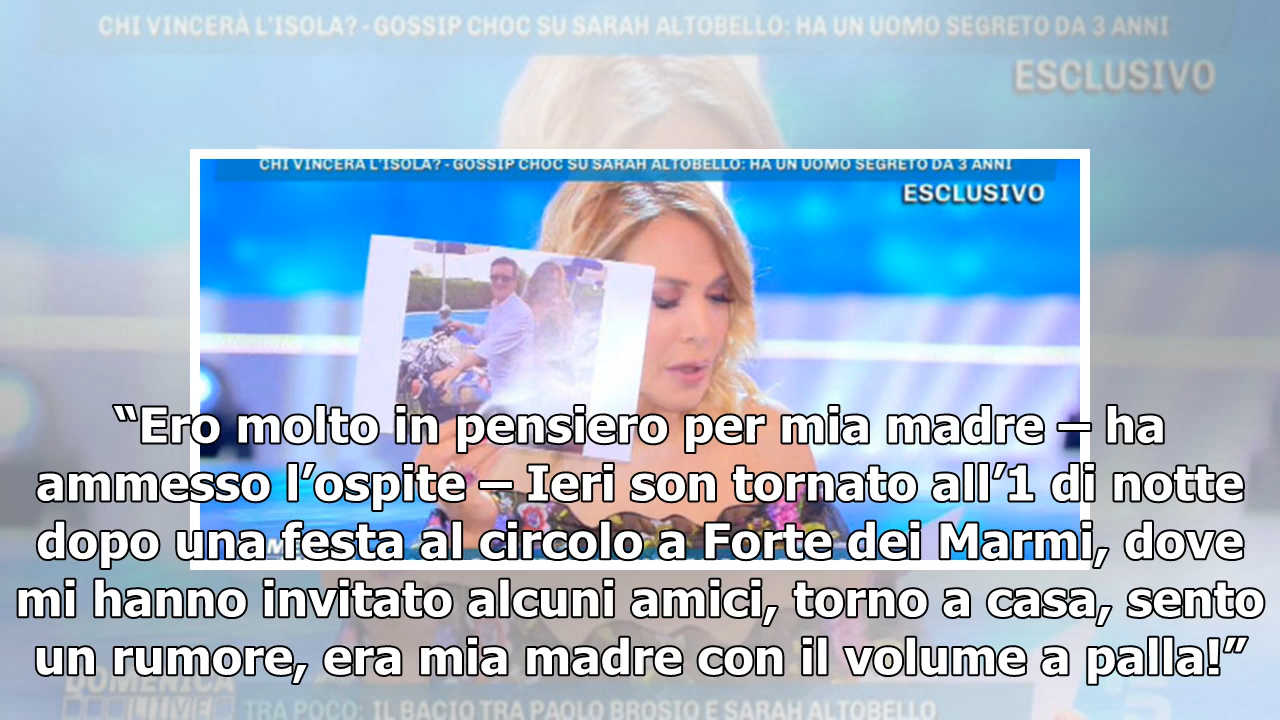 CHI VINCERÀ L'ISOLA? - GOSSIP CHOC SU SARAH ALTOBELLO: HA UN UOMO SEGRETO DA 3 ANNI
ESCLUSIVO
CHI VINCERÀ L'ISOLA? - GOSSIP CHOC SU SARAH ALTOBELLO: HA UN UOMO SEGRETO DA 3 ANNI
ESCLUSIVO
“Ero molto in pensiero per mia madre – ha
ammesso l’ospite – Ieri son tornato all’1 di notte
dopo una festa al circolo a Forte dei Marmi, dove
mi hanno invitato alcuni amici, torno a casa, sento
un rumore, era mia madre con il volume a palla!”
DOMENICA
LIVE
TRA POCO: IL BACIO TRA PAOLO BROSIO E SARAH ALTOBELLO